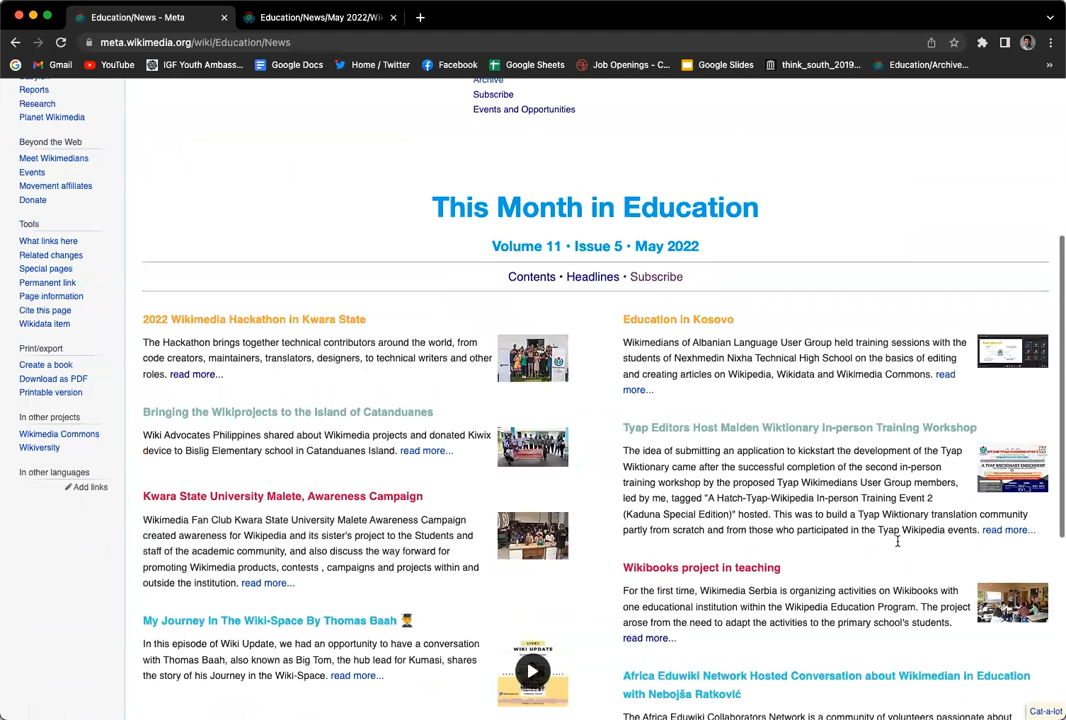 Education/News - Meta
Education/News/May 2022/Wi
meta.wikimedia.org/wiki/Education/News
Gmail
YouTube
IGF Youth Ambass...
Google Docs
Home / Twitter
Facebook
Google Sheets
Job Openings - C...
Google Slides
think_south_2019...
Education/Archive...
Reports
Research
Planet Wikimedia
Beyond the Web
Meet Wikimedians
Events
Movement affiliates
Donate
Tools
What links here
Related changes
Special pages
Permanent link
Page information
Cite this page
Wikidata item
Print/export
Create a book
Download as PDF
Printable version
In other projects
Wikimedia Commons
Wikiversity
In other languages
Add links
Archive
Subscribe
Events and Opportunities
This Month in Education
Volume 11 • Issue 5 • May 2022
Contents • Headlines • Subscribe
2022 Wikimedia Hackathon in Kwara State
The Hackathon brings together technical contributors around the world, from
code creators, maintainers, translators, designers, to technical writers and other
roles. read more...
Bringing the Wikiprojects to the Island of Catanduanes
Wiki Advocates Philippines shared about Wikimedia projects and donated Kiwix
device to Bislig Elementary school in Catanduanes Island. read more...
Kwara State University Malete, Awareness Campaign
Wikimedia Fan Club Kwara State University Malete Awareness Campaign
created awareness for Wikipedia and its sister's project to the Students and
staff of the academic community, and also discuss the way forward for
promoting Wikimedia products, contests , campaigns and projects within and
outside the institution. read more...
My Journey In The Wiki-Space By Thomas Baah
In this episode of Wiki Update, we had an opportunity to have a conversation
with Thomas Baah, also known as Big Tom, the hub lead for Kumasi, shares
the story of his Journey in the Wiki-Space. read more...
WIKI UPDATE
Education in Kosovo
Wikimedians of Albanian Language User Group held training sessions with the
students of Nexhmedin Nixha Technical High School on the basics of editing
and creating articles on Wikipedia, Wikidata and Wikimedia Commons. read
more...
Tyap Editors Host Malden Wiktionary In-person Training Workshop
The idea of submitting an application to kickstart the development of the Tyap
Wiktionary came after the successful completion of the second in-person
training workshop by the proposed Tyap Wikimedians User Group members,
led by me, tagged "A Hatch-Tyap-Wikipedia In-person Training Event 2
(Kaduna Special Edition)" hosted. This was to build a Tyap Wiktionary translation community
partly from scratch and from those who participated in the Tyap Wikipedia events. read more...
Wikibooks project in teaching
For the first time, Wikimedia Serbia is organizing activities on Wikibooks with
one educational institution within the Wikipedia Education Program. The project
arose from the need to adapt the activities to the primary school's students.
read more...
Africa Eduwiki Network Hosted Conversation about Wikimedian in Education
with Nebojša Ratković
The Africa Eduwiki Collaborators Network is a community of volunteers passionate about
Cat-a-lot